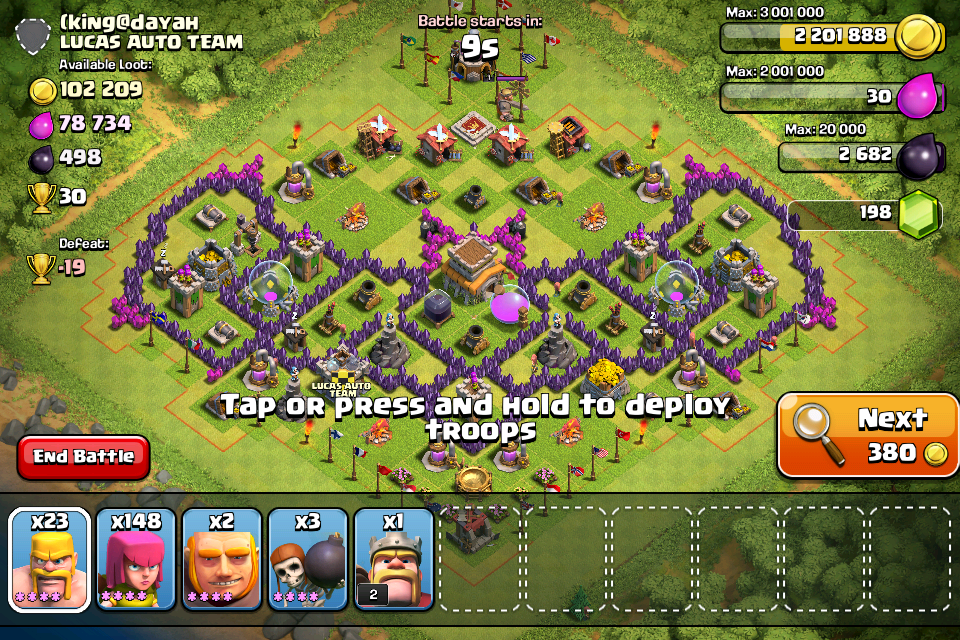 (king@dayah
LUCAS AUTO TEAM
Available Loot:
102 209
78 734
498
30
Defeat:
-19
Battle starts in:
9s
Max: 3 001 000
2 201 888
Max: 2 001 000
30
Max: 20 000
2 682
198
2
2
2
LUCAS AUTO
TEAM
Tap or press and hold to deploy
troops
End Battle
Next
380
x23
x148
x2
x3
x1
2